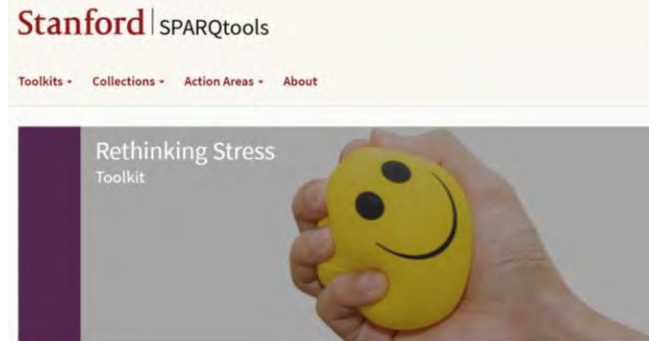 Stanford | SPARQtools
Toolkits Collections Action Areas About
Rethinking Stress
Toolkit